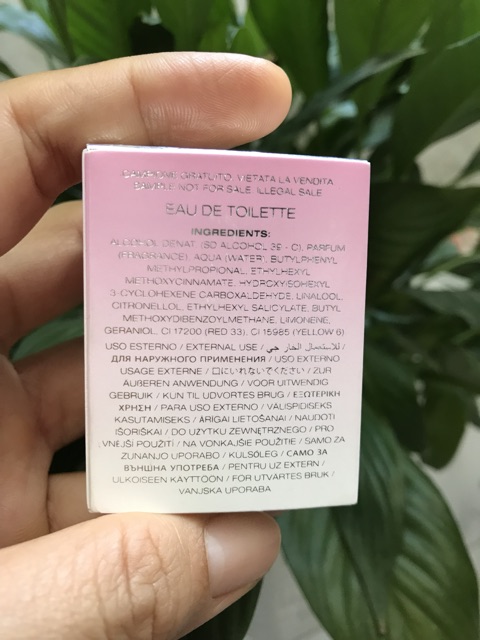 CAMPIONE GRATUITO. VIETATA LA VENDITA
SAMPLE NOT FOR SALE. ILLEGAL SALE
EAU DE TOILETTE
INGREDIENTS:
ALCOHOL DENAT. (SD ALCOHOL 39 - C), PARFUM
(FRAGRANCE), AQUA (WATER), BUTYLPHENYL
METHYLPROPIONAL, ETHYLHEXYL
METHOXYCINNAMATE, HYDROXYISOHEXYL
3-CYCLOHEXENE CARBOXALDEHYDE, LINALOOL,
CITRONELLOL, ETHYLHEXYL SALICYLATE, BUTYL
METHOXYDIBENZOYLMETHANE, LIMONENE,
GERANIOL, CI 17200 (RED 33), CI 15985 (YELLOW 6)
USO ESTERNO / EXTERNAL USE / للاستعمال الخارجي /
ДЛЯ НАРУЖНОГО ПРИМЕНЕНИЯ / USO EXTERNO
USAGE EXTERNE / 口にいれないでください / ZUR
ÄUßEREN ANWENDUNG / VOOR UITWENDIG
GEBRUIK / KUN TIL UDVORTES BRUG / ΕΞΩΤΕΡΙΚΗ
ΧΡΗΣΗ / PARA USO EXTERNO / VÄLISPIDISEKS
KASUTAMISEKS / ĀRĪGAI LIETOŠANAI / NAUDOTI
IŠORIŠKAI / DO UŻYTKU ZEWNĘTRZNEGO / PRO
VNĚJŠÍ POUŽITÍ / NA VONKAJŠIE POUŽITIE / SAMO ZA
ZUNANJO UPORABO / KÜLSŐLEG / САМО ЗА
ВЪНШНА УПОТРЕБА / PENTRU UZ EXTERN /
ULKOISEEN KÄYTTÖÖN / FOR UTVARTES BRUK /
VANJSKA UPORABA